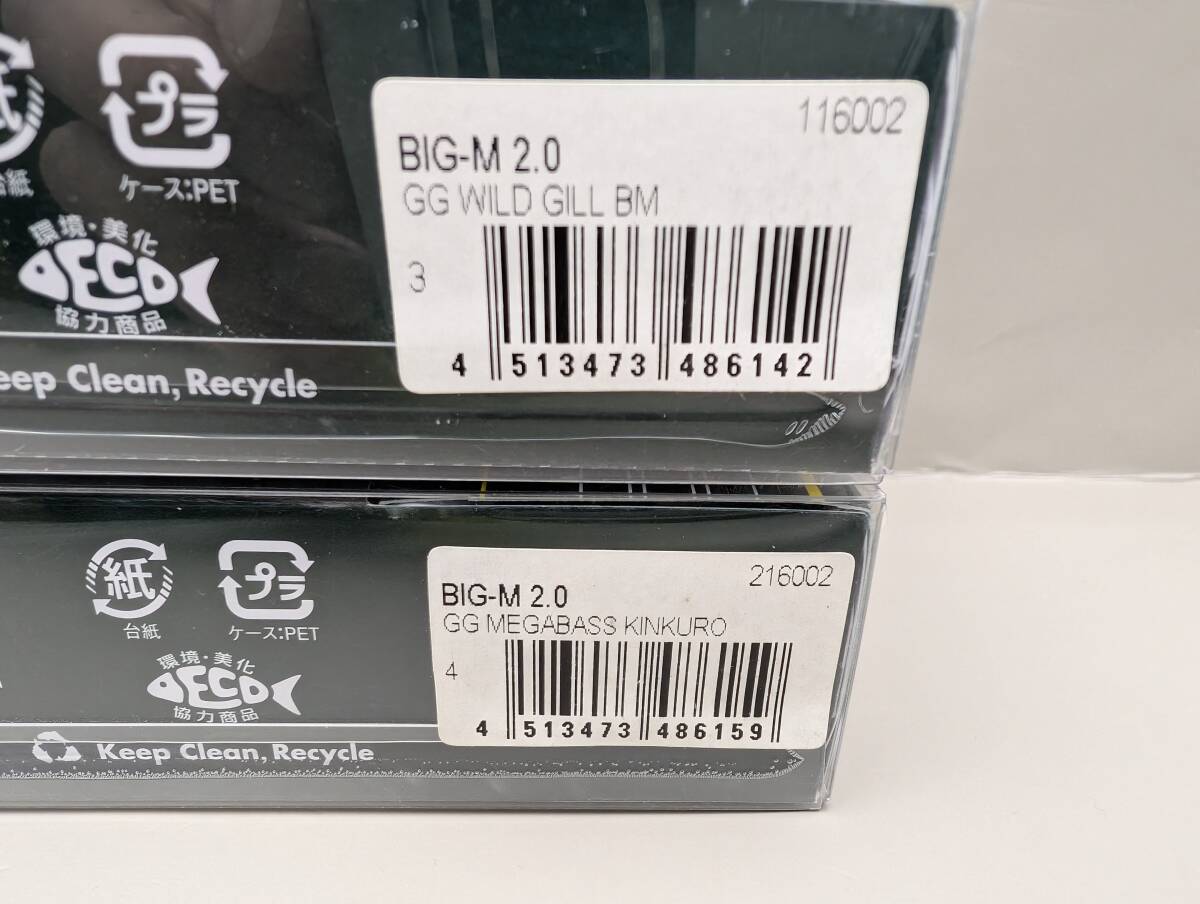 紙
プラ
台紙
ケース:PET
環境・美化
ECO
協力商品
Keep Clean, Recycle
116002
BIG-M 2.0
GG WILD GILL BM
3
4 513473 486142
紙
プラ
台紙
ケース:PET
環境・美化
ECO
協力商品
Keep Clean, Recycle
216002
BIG-M 2.0
GG MEGABASS KINKURO
4
4 513473 486159